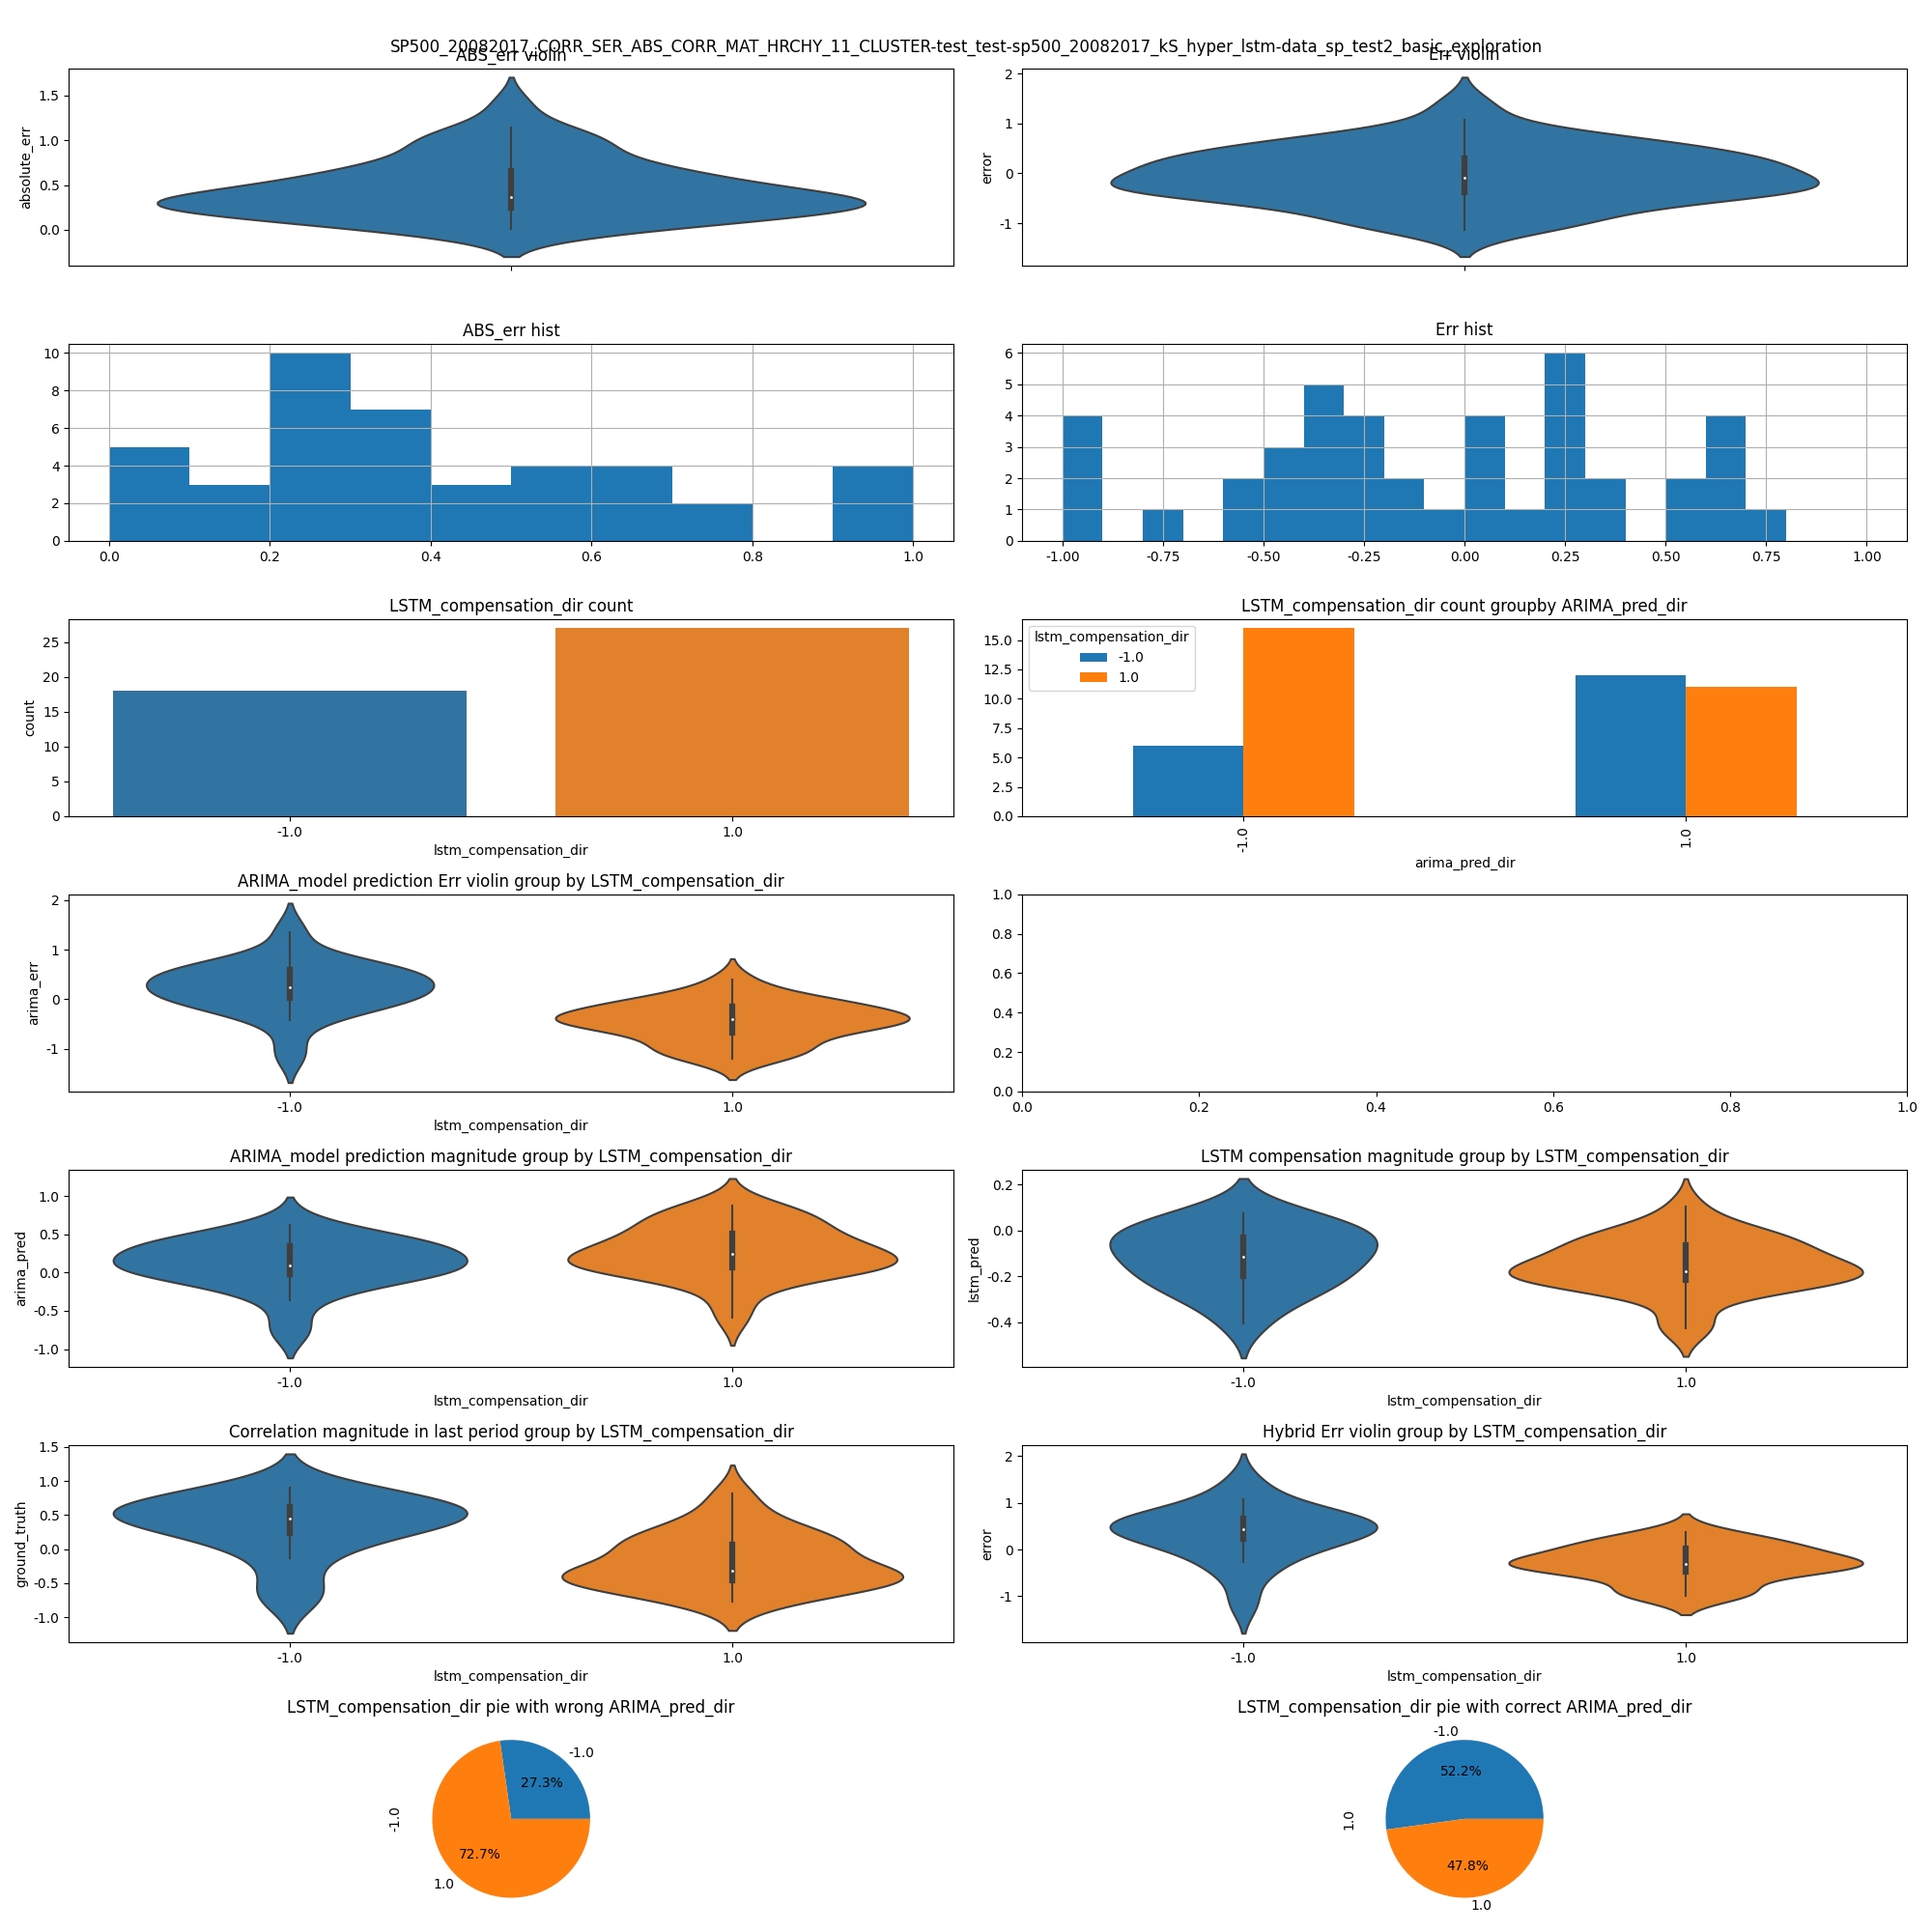 SP500_20082017_CORR_SER_ABS_CORR_MAT_HRCHY_11_CLUSTER-test_test-sp500_20082017_kS_hyper_lstm-data_sp_test2_basic_exploration
ABS_err violin
absolute_err
1.5
1.0
0.5
0.0
Err violin
error
2
1
0
-1
ABS_err hist
10
8
6
4
2
0
0.0 0.2 0.4 0.6 0.8 1.0
Err hist
6
5
4
3
2
1
0
-1.00 -0.75 -0.50 -0.25 0.00 0.25 0.50 0.75 1.00
LSTM_compensation_dir count
count
25
20
15
10
5
0
-1.0 1.0
lstm_compensation_dir
LSTM_compensation_dir count groupby ARIMA_pred_dir
lstm_compensation_dir
-1.0
1.0
15.0
12.5
10.0
7.5
5.0
2.5
0.0
-1.0 1.0
arima_pred_dir
ARIMA_model prediction Err violin group by LSTM_compensation_dir
arima_err
2
1
0
-1
-1.0 1.0
lstm_compensation_dir
1.0
0.8
0.6
0.4
0.2
0.0
0.0 0.2 0.4 0.6 0.8 1.0
ARIMA_model prediction magnitude group by LSTM_compensation_dir
arima_pred
1.0
0.5
0.0
-0.5
-1.0
-1.0 1.0
lstm_compensation_dir
LSTM compensation magnitude group by LSTM_compensation_dir
lstm_pred
0.2
0.0
-0.2
-0.4
-1.0 1.0
lstm_compensation_dir
Correlation magnitude in last period group by LSTM_compensation_dir
ground_truth
1.5
1.0
0.5
0.0
-0.5
-1.0
-1.0 1.0
lstm_compensation_dir
Hybrid Err violin group by LSTM_compensation_dir
error
2
1
0
-1
-1.0 1.0
lstm_compensation_dir
LSTM_compensation_dir pie with wrong ARIMA_pred_dir
-1.0
-1.0
27.3%
72.7%
1.0
LSTM_compensation_dir pie with correct ARIMA_pred_dir
-1.0
1.0
52.2%
47.8%
1.0